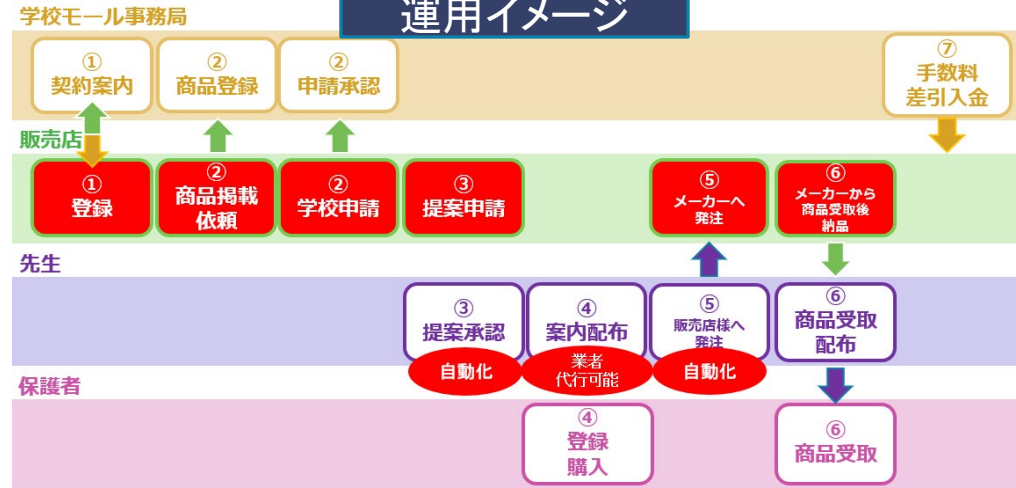 運用イメージ
学校モール事務局
①
契約案内
②
商品登録
②
申請承認
⑦
手数料
差引入金
販売店
①
登録
②
商品掲載
依頼
②
学校申請
③
提案申請
⑤
メーカーへ
発注
⑥
メーカーから
商品受取後
納品
先生
③
提案承認
自動化
④
案内配布
業者
代行可能
⑤
販売店様へ
発注
自動化
⑥
商品受取
配布
保護者
④
登録
購入
⑥
商品受取